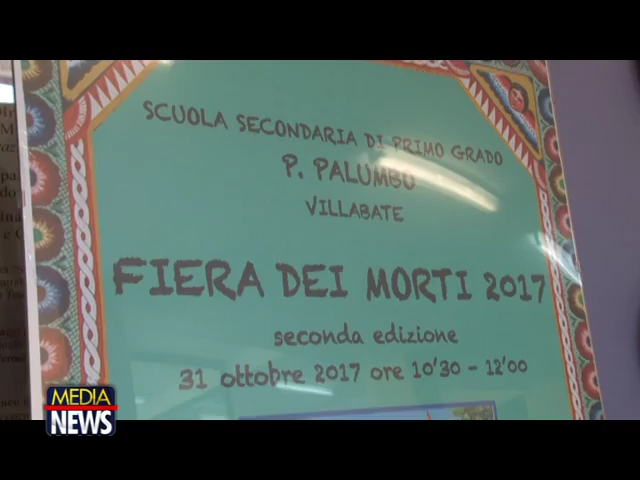 SCUOLA SECONDARIA DI PRIMO GRADO
P. PALUMBO
VILLABATE
FIERA DEI MORTI 2017
seconda edizione
31 ottobre 2017 ore 10'30 - 12'00
MEDIA
NEWS